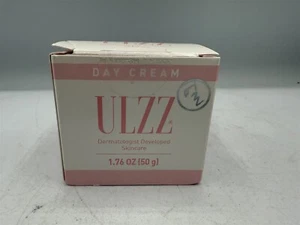 DAY CREAM
ULZZ
Dermatologist Developed
Skincare
1.76 OZ (50 g)